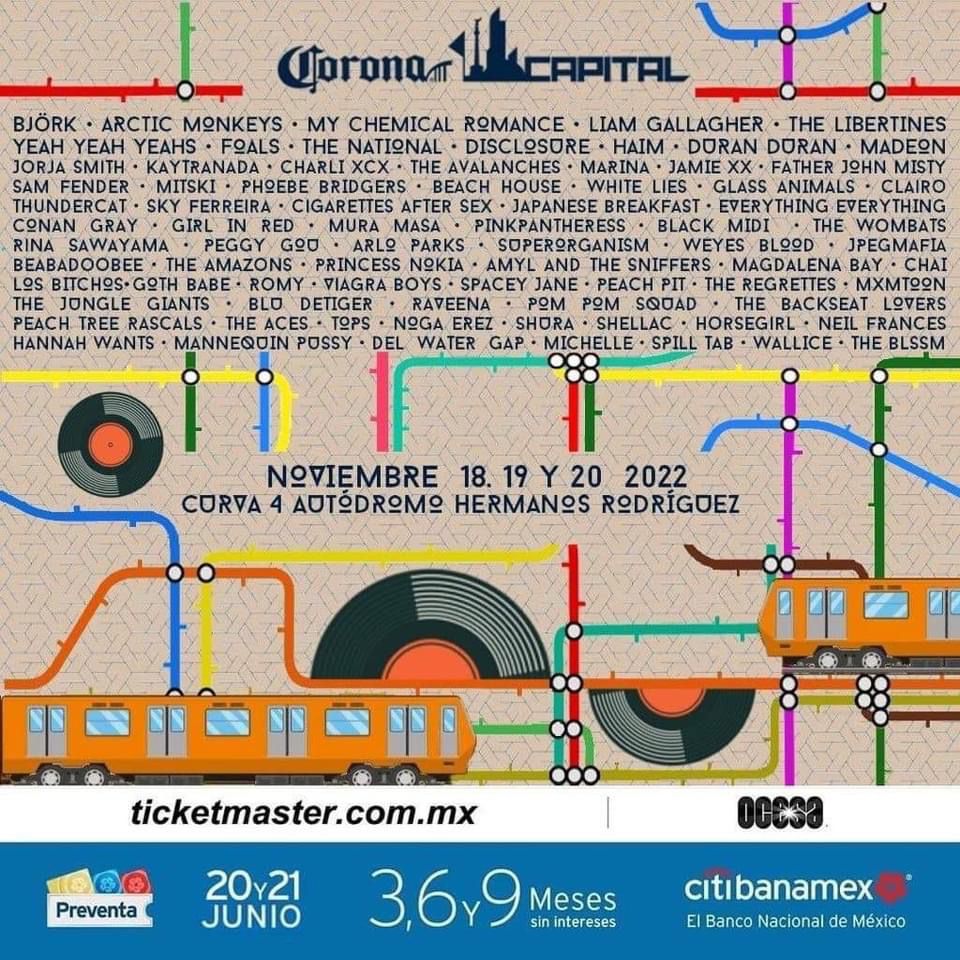 Corona CAPITAL
BJÖRK • ARCTIC MONKEYS • MY CHEMICAL ROMANCE • LIAM GALLAGHER • THE LIBERTINES
YEAH YEAH YEAHS • FOALS • THE NATIONAL • DISCLOSURE • HAIM • DURAN DURAN • MADEON
JORJA SMITH • KAYTRANADA • CHARLI XCX • THE AVALANCHES • MARINA • JAMIE XX • FATHER JOHN MISTY
SAM FENDER • MITSKI • PHOEBE BRIDGERS • BEACH HOUSE • WHITE LIES • GLASS ANIMALS • CLAIRO
THUNDERCAT • SKY FERREIRA • CIGARETTES AFTER SEX • JAPANESE BREAKFAST • EVERYTHING EVERYTHING
CONAN GRAY • GIRL IN RED • MURA MASA • PINKPANTHERESS • BLACK MIDI • THE WOMBATS
RINA SAWAYAMA • PEGGY GOU • ARLO PARKS • SUPERORGANISM • WEYES BLOOD • JPEGMAFIA
BEABADOOBEE • THE AMAZONS • PRINCESS NOKIA • AMYL AND THE SNIFFERS • MAGDALENA BAY • CHAI
LOS BITCHOS• GOTH BABE • ROMY • VIAGRA BOYS • SPACEY JANE • PEACH PIT • THE REGRETTES • MXMTOON
THE JUNGLE GIANTS • BLU DETIGER • RAVEENA • POM POM SQUAD • THE BACKSEAT LOVERS
PEACH TREE RASCALS • THE ACES • TOPS • NOGA EREZ • SHURA • SHELLAC • HORSEGIRL • NEIL FRANCES
HANNAH WANTS • MANNEQUIN PUSSY • DEL WATER GAP • MICHELLE • SPILL TAB • WALLICE • THE BLSSM
NOVIEMBRE 18. 19 Y 20 2022
CURVA 4 AUTÓDROMO HERMANOS RODRÍGUEZ
ticketmaster.com.mx
ocesa
Preventa
20 Y 21
JUNIO
3,6 Y 9 Meses
sin intereses
citibanamex
El Banco Nacional de México